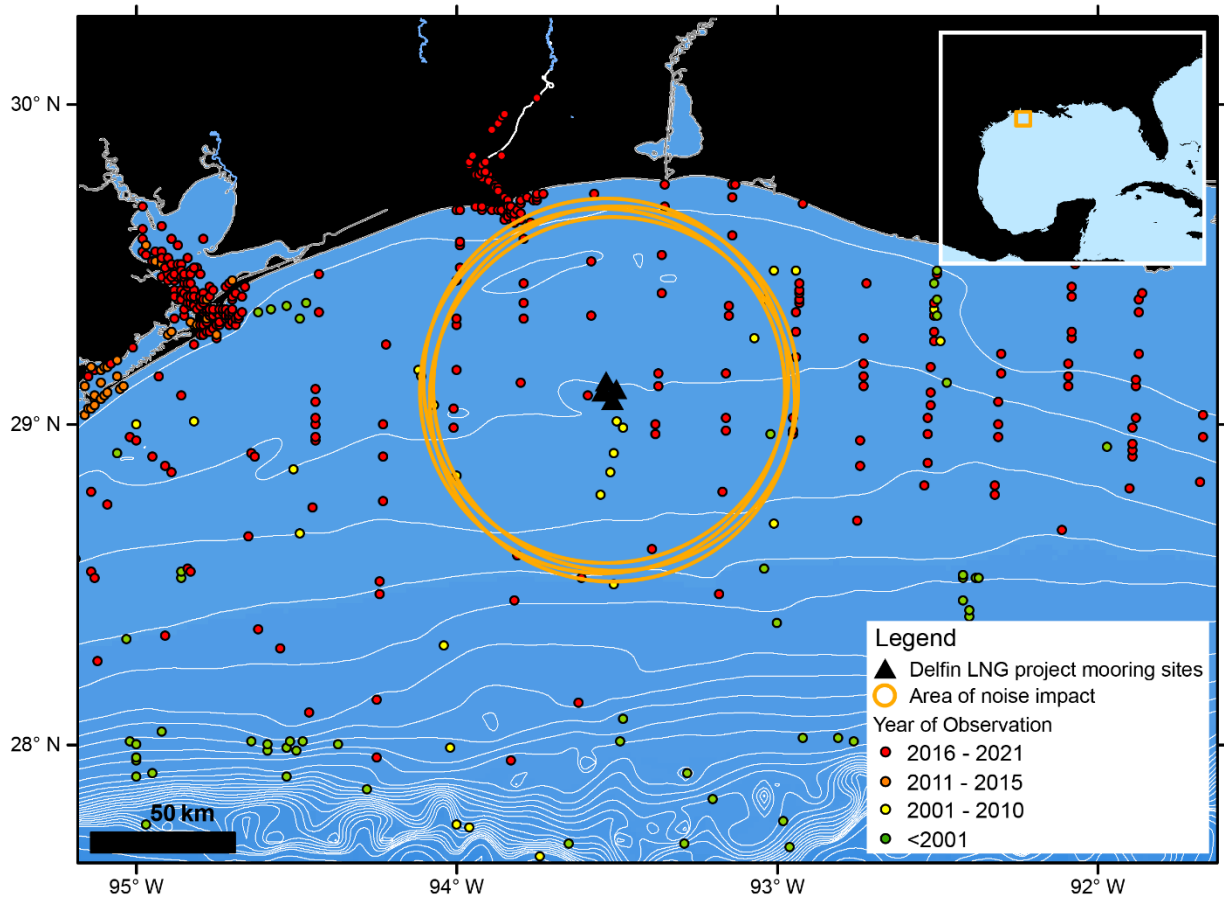 30° N
29° N
28° N
50 km
95° W
94° W
93° W
92° W
Legend
Delfin LNG project mooring sites
Area of noise impact
Year of Observation
2016 - 2021
2011 - 2015
2001 - 2010
<2001